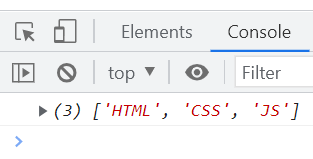 Elements Console
top Filter
(3) ['HTML', 'CSS', 'JS']